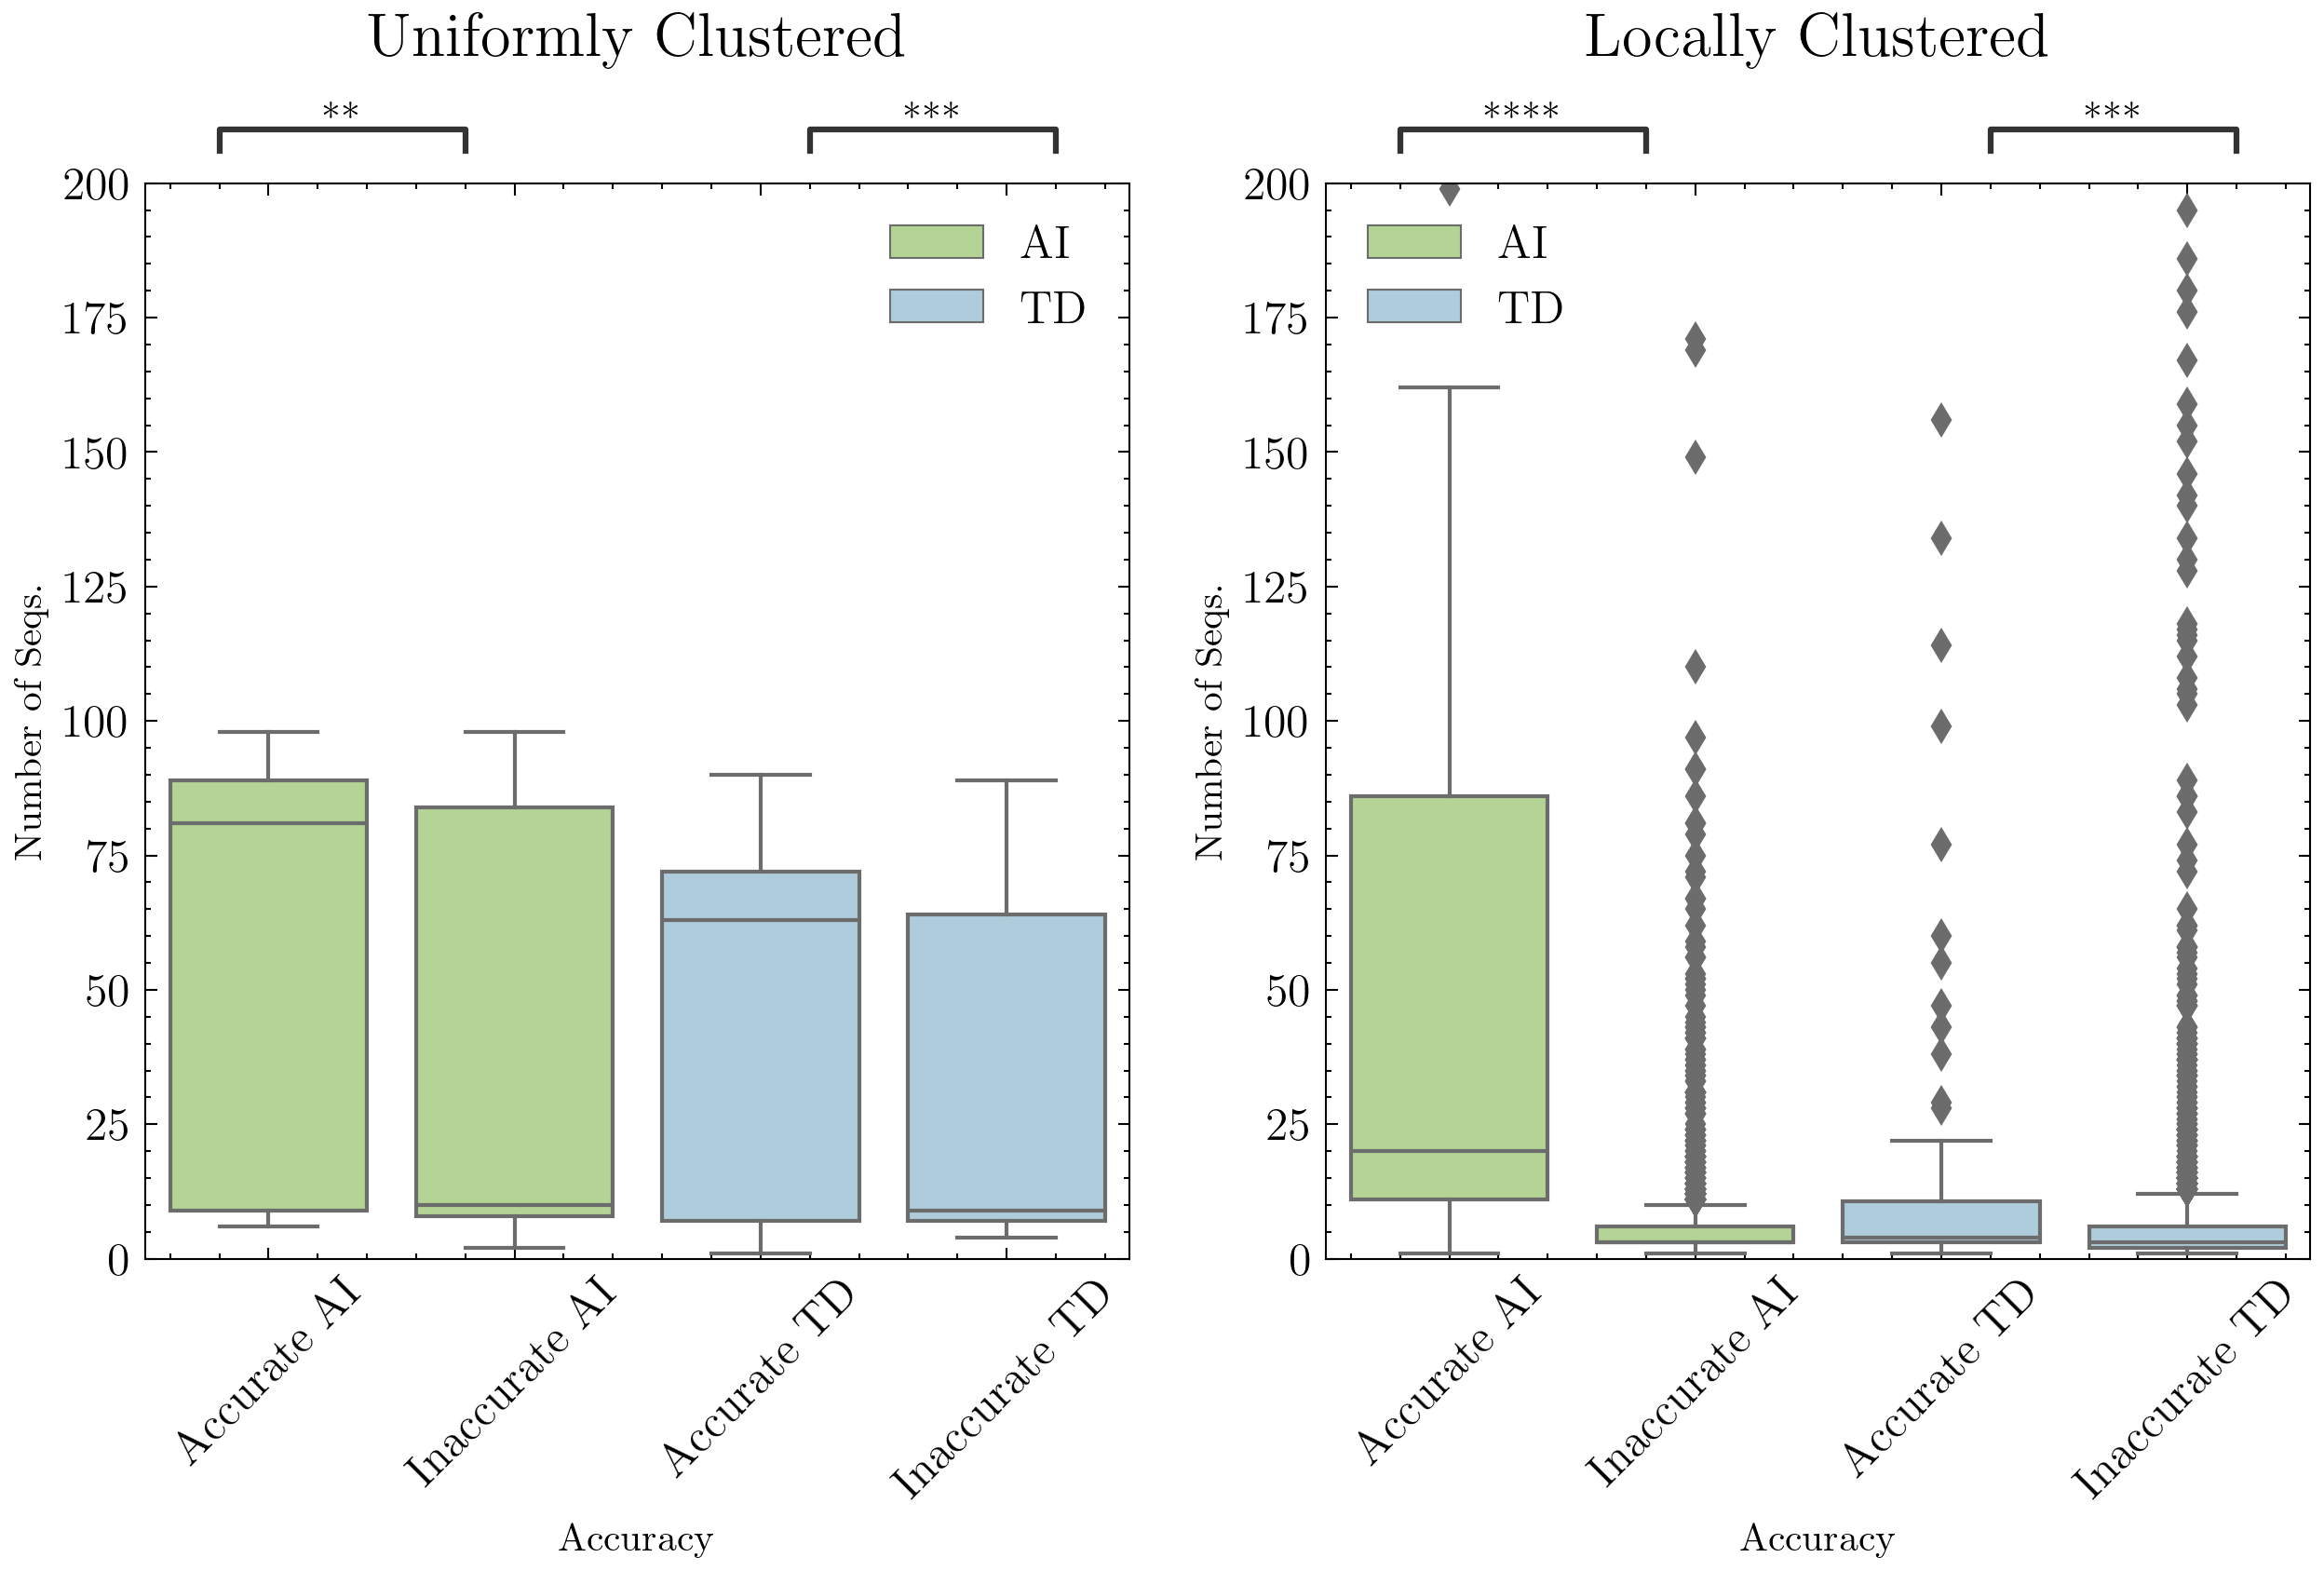 Uniformly Clustered
** ***
Number of Seqs.
200
175
150
125
100
75
50
25
0
AI
TD
Accurate AI
Inaccurate AI
Accurate TD
Inaccurate TD
Accuracy
Locally Clustered
**** ***
Number of Seqs.
200
175
150
125
100
75
50
25
0
AI
TD
Accurate AI
Inaccurate AI
Accurate TD
Inaccurate TD
Accuracy